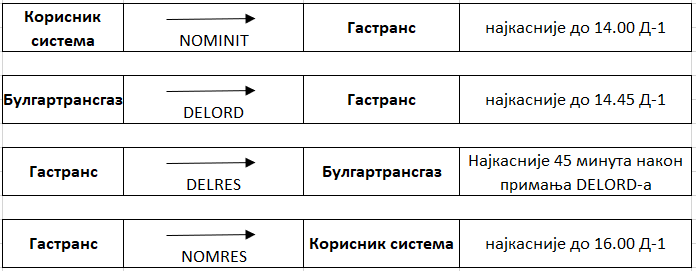 Корисник
система
NOMINIT
Гастранс
најкасније до 14.00 Д-1
Булгартрансгаз
DELORD
Гастранс
најкасније до 14.45 Д-1
Гастранс
DELRES
Булгартрансгаз
Најкасније 45 минута након
примања DELORD-а
Гастранс
NOMRES
Корисник система
најкасније до 16.00 Д-1